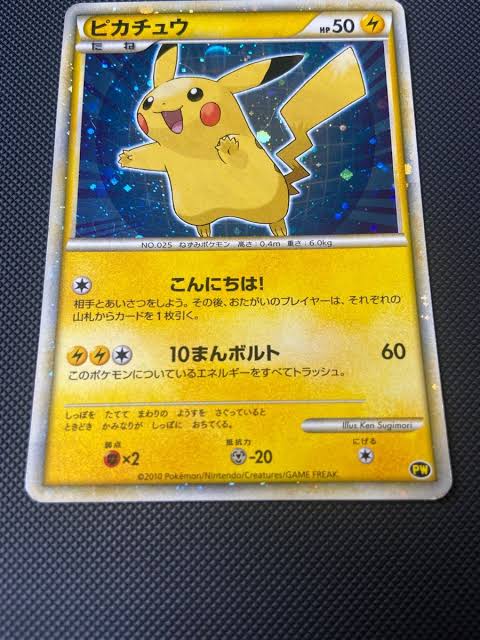 ピカチュウ HP 50
たね
NO.025 ねずみポケモン 高さ:0.4m 重さ:6.0kg
こんにちは!
相手とあいさつをしよう。その後、おたがいのプレイヤーは、それぞれの
山札からカードを1枚引く。
10まんボルト 60
このポケモンについているエネルギーをすべてトラッシュ。
しっぽを たてて まわりの ようすを さぐっていると
ときどき かみなりが しっぽに おちてくる。
Illus. Ken Sugimori
弱点 抵抗力 にげる
×2 -20
©2010 Pokémon/Nintendo/Creatures/GAME FREAK.
PW